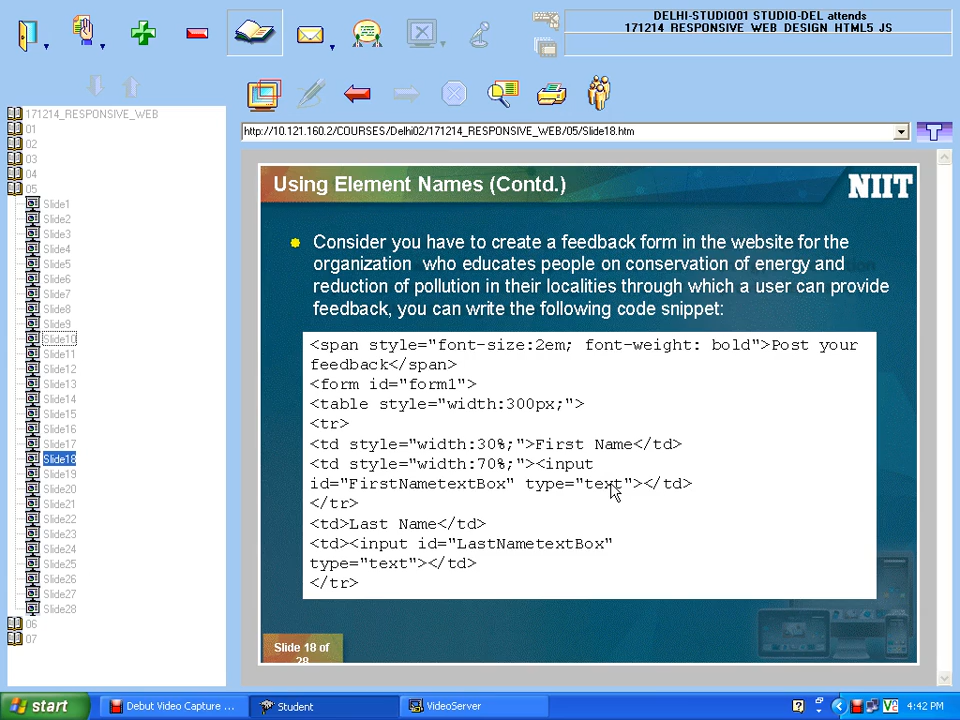 DELHI-STUDIO01 STUDIO-DEL attends
171214_RESPONSIVE_WEB_DESIGN_HTML5_JS
http://10.121.160.2/COURSES/Delhi02/171214_RESPONSIVE_WEB/05/Slide18.htm
T
171214_RESPONSIVE_WEB
01
02
03
04
05
Slide1
Slide2
Slide3
Slide4
Slide5
Slide6
Slide7
Slide8
Slide9
Slide10
Slide11
Slide12
Slide13
Slide14
Slide15
Slide16
Slide17
Slide18
Slide19
Slide20
Slide21
Slide22
Slide23
Slide24
Slide25
Slide26
Slide27
Slide28
06
07
Using Element Names (Contd.)
NIIT
Consider you have to create a feedback form in the website for the
organization who educates people on conservation of energy and
reduction of pollution in their localities through which a user can provide
feedback, you can write the following code snippet:
<span style="font-size:2em; font-weight: bold">Post your
feedback</span>
<form id="form1">
<table style="width:300px;">
<tr>
<td style="width:30%;">First Name</td>
<td style="width:70%;"><input
id="FirstNametextBox" type="text"></td>
</tr>
<td>Last Name</td>
<td><input id="LastNametextBox"
type="text"></td>
</tr>
Slide 18 of
28
start
Debut Video Capture ...
Student
VideoServer
4:42 PM